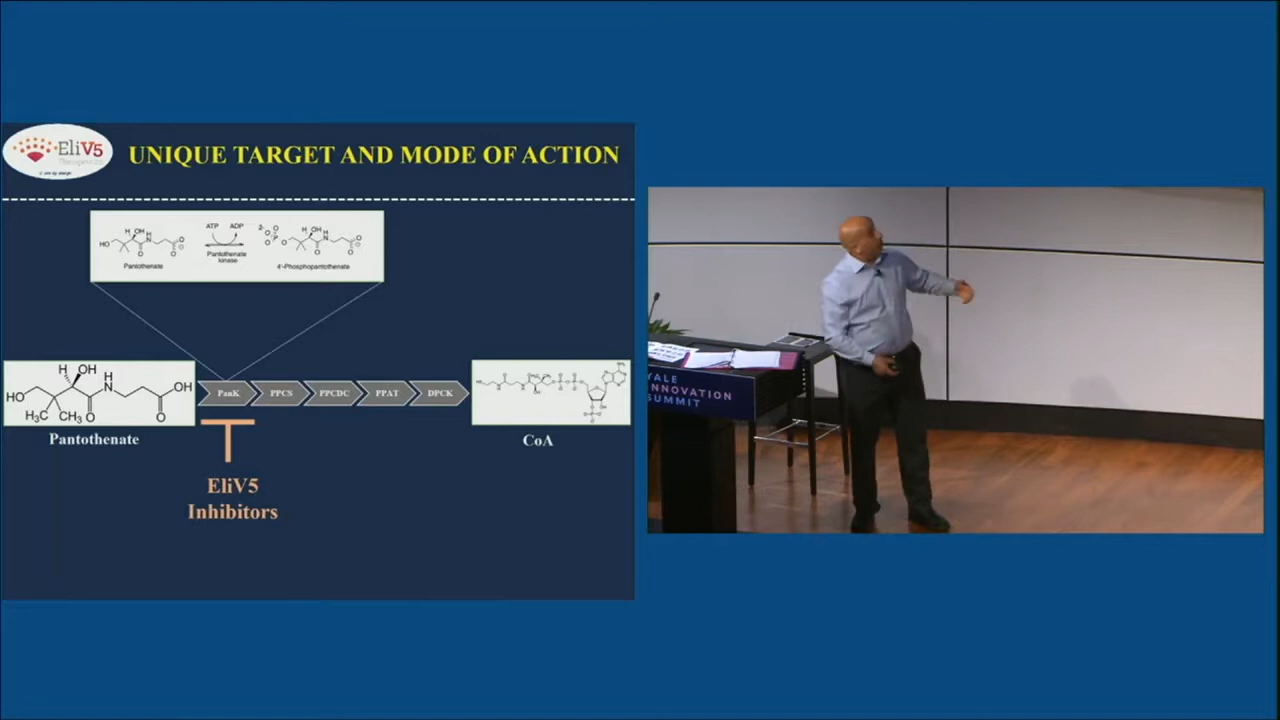 EliV5
Therapeutics
UNIQUE TARGET AND MODE OF ACTION
ATP
ADP
Pantothenate
kinase
Pantothenate
4'-Phosphopantothenate
HO
H
OH
H
N
O
OH
O
H₃C
CH₃
PanK
PPCS
PPCDC
PPAT
DPCK
Pantothenate
CoA
EliV5
Inhibitors
YALE
INNOVATION
SUMMIT